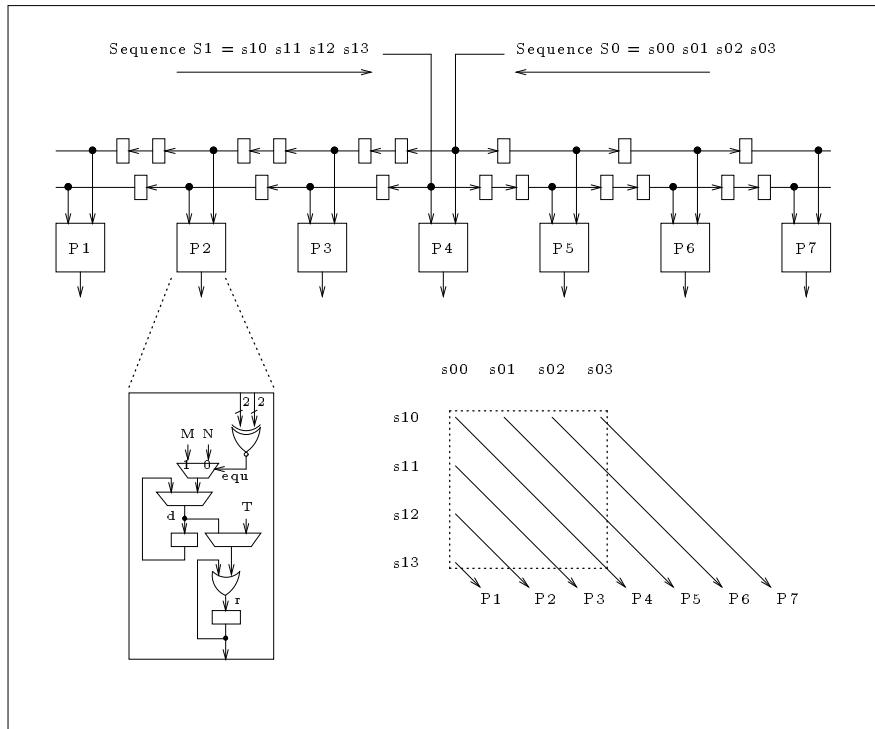 Sequence S1 = s10 s11 s12 s13
Sequence S0 = s00 s01 s02 s03
P1 P2 P3 P4 P5 P6 P7
2 2
M N
1 0
equ
T
d
r
s00 s01 s02 s03
s10
s11
s12
s13
P1 P2 P3 P4 P5 P6 P7